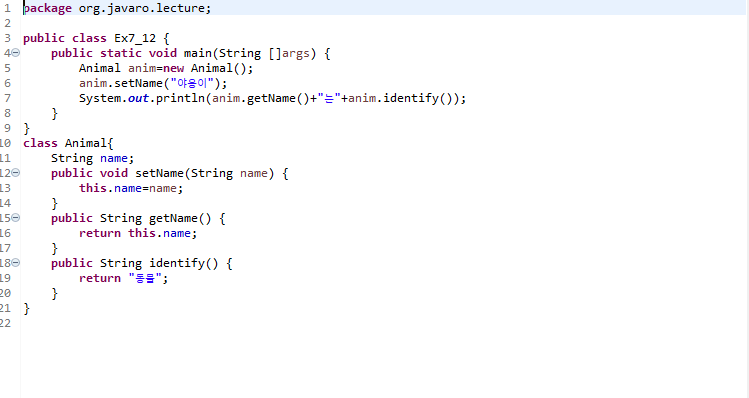 1 package org.javaro.lecture;
2
3 public class Ex7_12 {
4 public static void main(String []args) {
5 Animal anim=new Animal();
6 anim.setName("야옹이");
7 System.out.println(anim.getName()+"는"+anim.identify());
8 }
9 }
10 class Animal{
11 String name;
12 public void setName(String name) {
13 this.name=name;
14 }
15 public String getName() {
16 return this.name;
17 }
18 public String identify() {
19 return "동물";
20 }
21 }
22